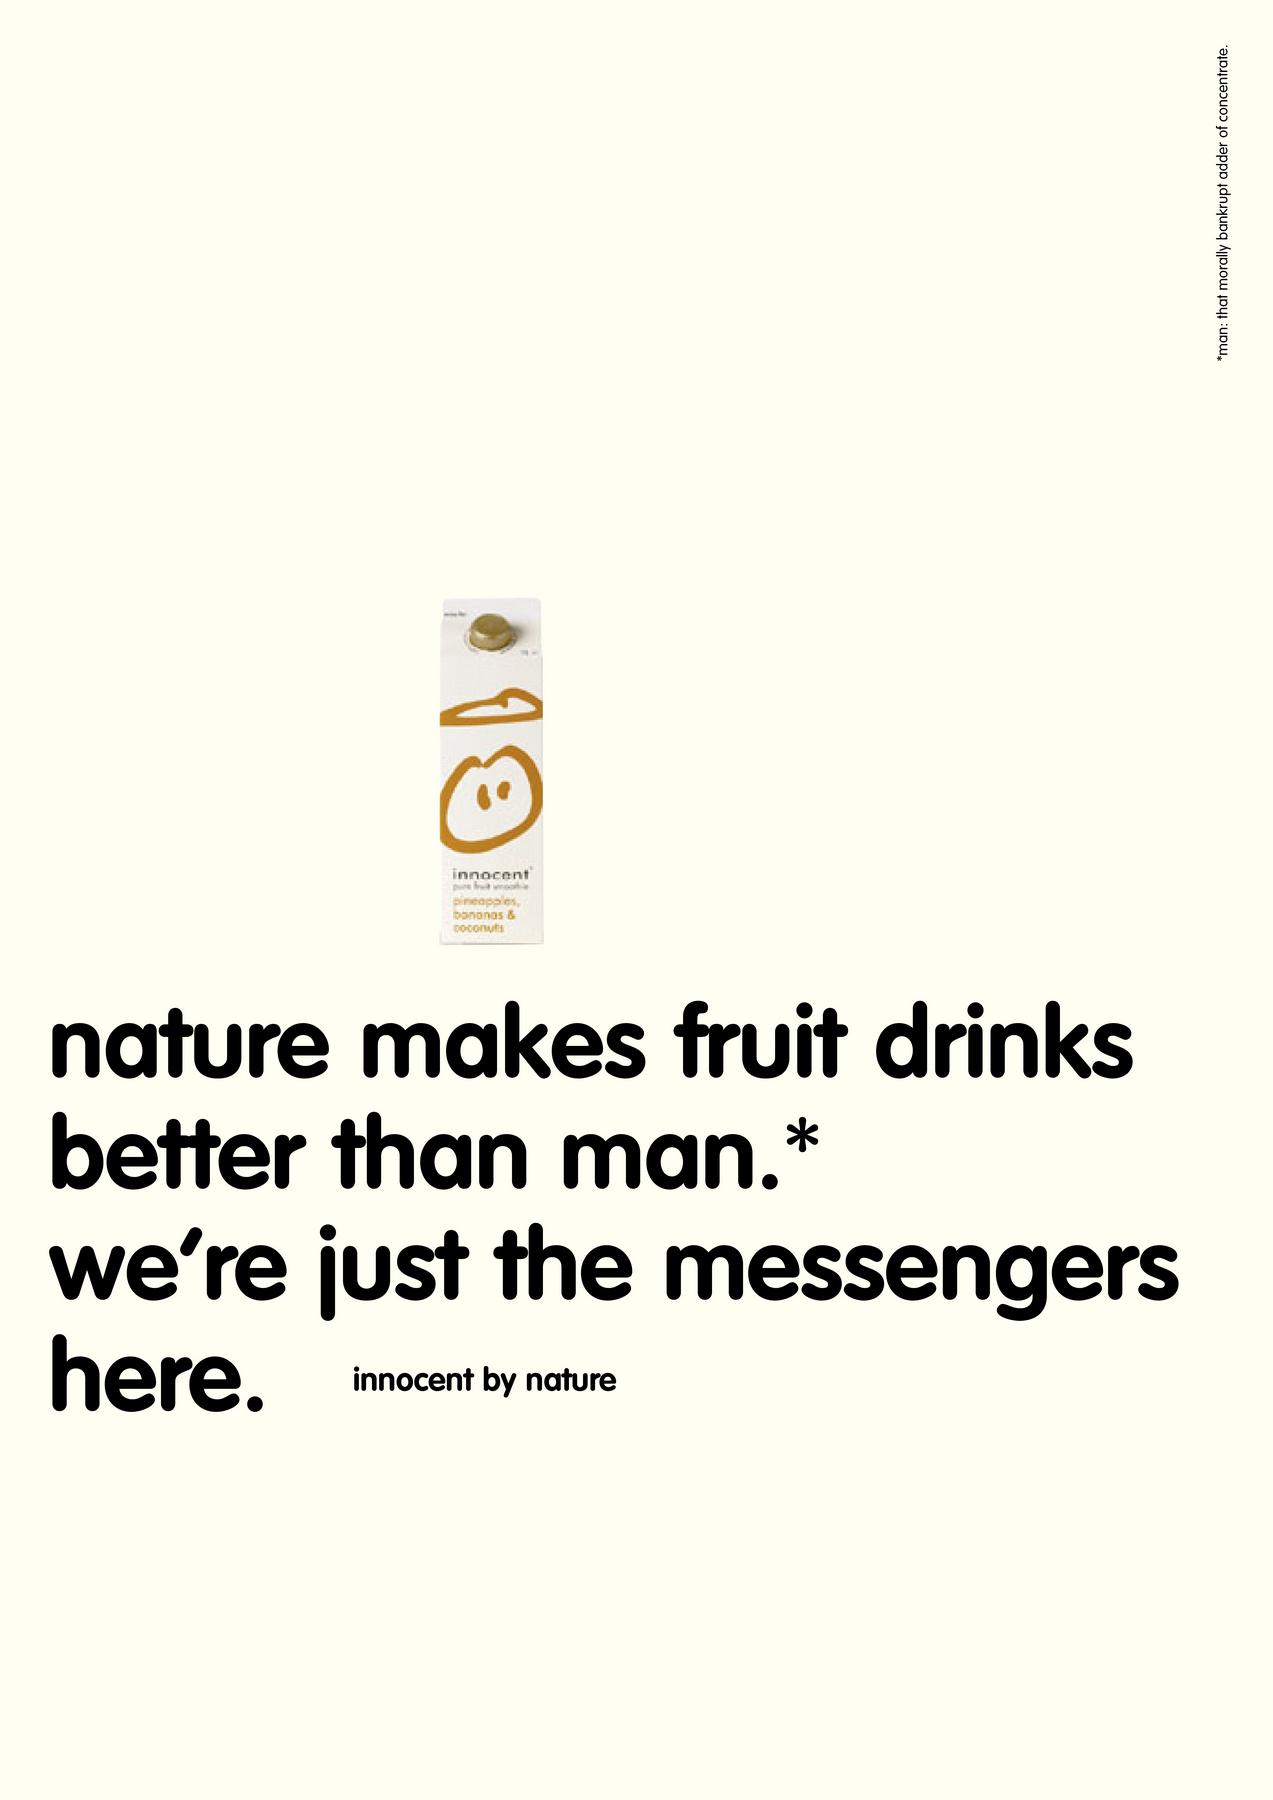 *man: that morally bankrupt adder of concentrate.
innocent
pure fruit smoothie
pineapples,
bananas &
coconuts
nature makes fruit drinks
better than man.*
we're just the messengers
here.
innocent by nature